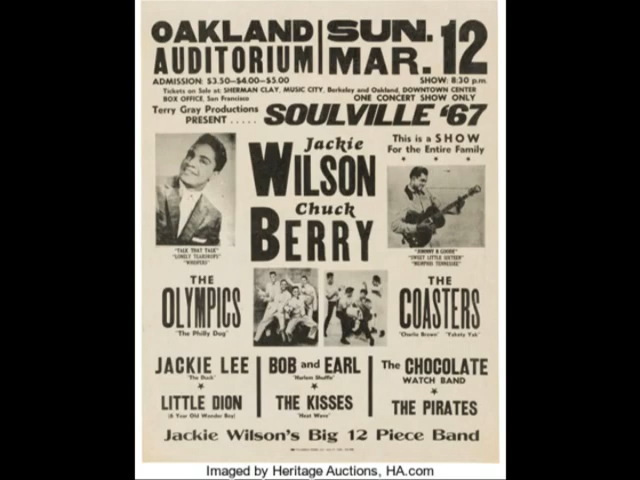 OAKLAND AUDITORIUM
SUN. MAR. 12
ADMISSION: $3.50—$4.00—$5.00
SHOW: 8:30 p.m.
Tickets on Sale at: SHERMAN CLAY, MUSIC CITY, Berkeley and Oakland, DOWNTOWN CENTER
BOX OFFICE, San Francisco
ONE CONCERT SHOW ONLY
Terry Gray Productions
PRESENT . . . . .
SOULVILLE '67
Jackie
WILSON
Chuck
BERRY
This is a SHOW
For the Entire Family
"TALK THAT TALK"
"LONELY TEARDROPS"
"WHISPERS"
"JOHNNY B GOODE"
"SWEET LITTLE SIXTEEN"
"MEMPHIS TENNESSEE"
THE
OLYMPICS
"The Philly Dog"
THE
COASTERS
"Charlie Brown" "Yakety Yak"
JACKIE LEE
"The Duck"
LITTLE DION
(8 Year Old Wonder Boy)
BOB and EARL
"Harlem Shuffle"
THE KISSES
"Heat Wave"
The CHOCOLATE
WATCH BAND
THE PIRATES
Jackie Wilson's Big 12 Piece Band
Imaged by Heritage Auctions, HA.com